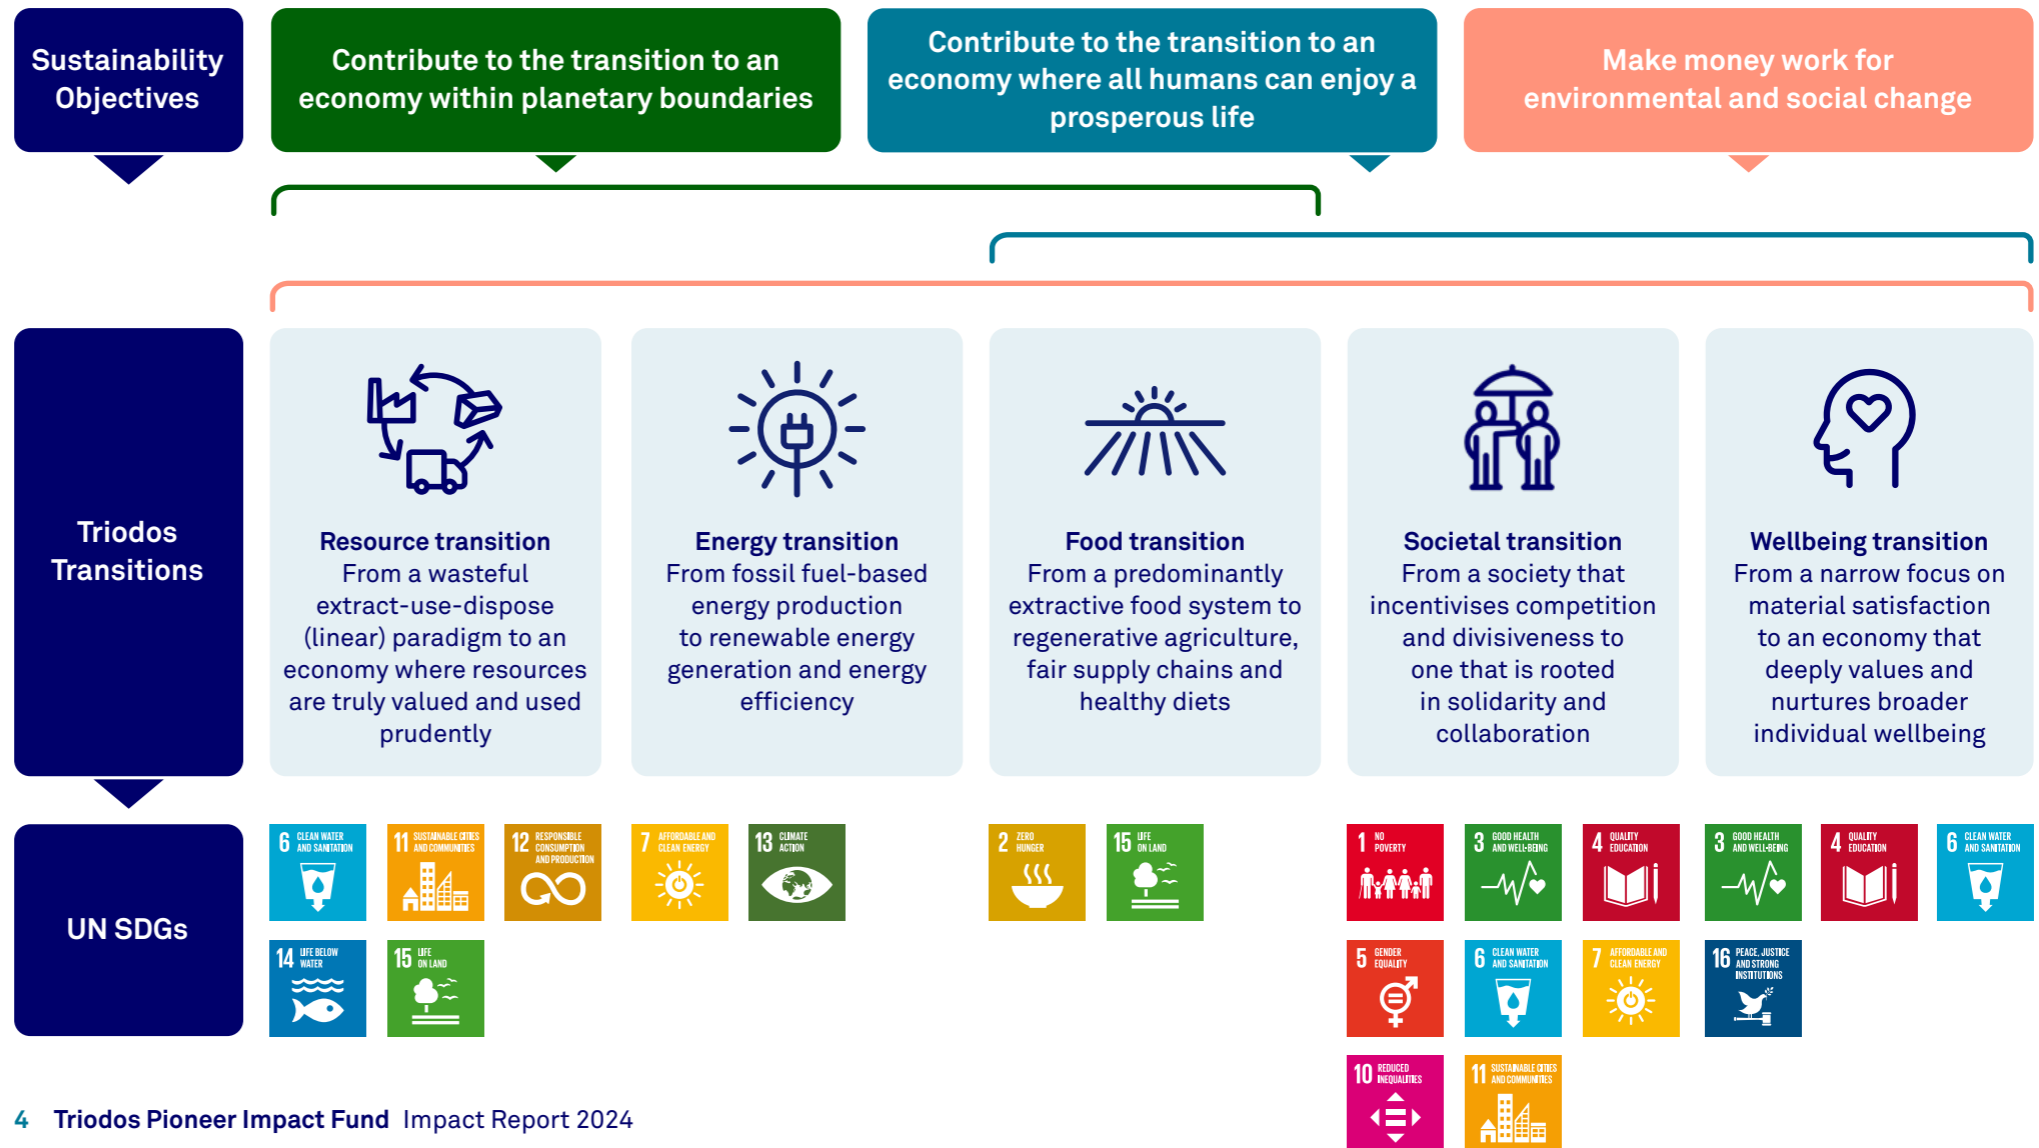 Sustainability
Objectives
Contribute to the transition to an
economy within planetary boundaries
Contribute to the transition to an
economy where all humans can enjoy a
prosperous life
Make money work for
environmental and social change
Triodos
Transitions
Resource transition
From a wasteful
extract-use-dispose
(linear) paradigm to an
economy where resources
are truly valued and used
prudently
Energy transition
From fossil fuel-based
energy production
to renewable energy
generation and energy
efficiency
Food transition
From a predominantly
extractive food system to
regenerative agriculture,
fair supply chains and
healthy diets
Societal transition
From a society that
incentivises competition
and divisiveness to
one that is rooted
in solidarity and
collaboration
Wellbeing transition
From a narrow focus on
material satisfaction
to an economy that
deeply values and
nurtures broader
individual wellbeing
UN SDGs
6 CLEAN WATER
AND SANITATION
11 SUSTAINABLE CITIES
AND COMMUNITIES
12 RESPONSIBLE
CONSUMPTION
AND PRODUCTION
14 LIFE BELOW
WATER
15 LIFE
ON LAND
7 AFFORDABLE AND
CLEAN ENERGY
13 CLIMATE
ACTION
2 ZERO
HUNGER
15 LIFE
ON LAND
1 NO
POVERTY
3 GOOD HEALTH
AND WELL-BEING
4 QUALITY
EDUCATION
5 GENDER
EQUALITY
6 CLEAN WATER
AND SANITATION
7 AFFORDABLE AND
CLEAN ENERGY
10 REDUCED
INEQUALITIES
11 SUSTAINABLE CITIES
AND COMMUNITIES
3 GOOD HEALTH
AND WELL-BEING
4 QUALITY
EDUCATION
6 CLEAN WATER
AND SANITATION
16 PEACE, JUSTICE
AND STRONG
INSTITUTIONS
4 Triodos Pioneer Impact Fund Impact Report 2024